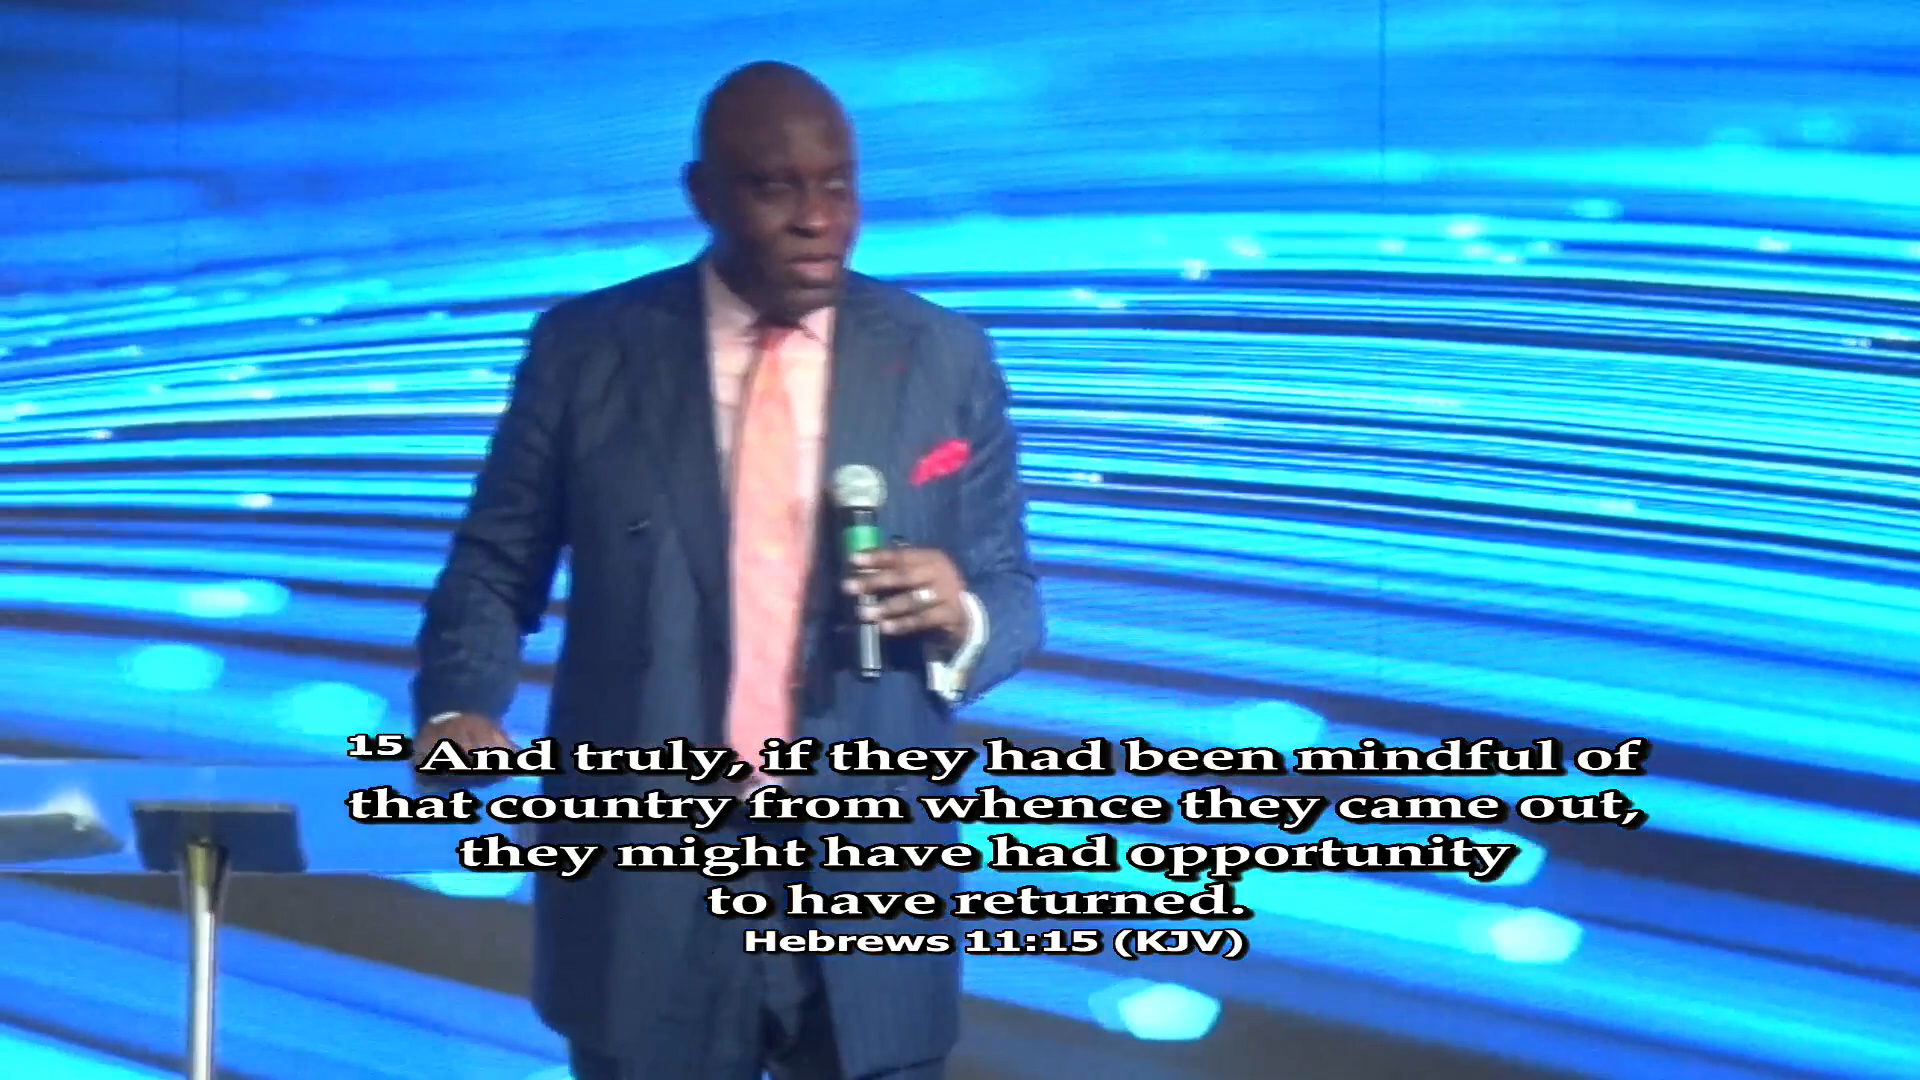 15 And truly, if they had been mindful of
that country from whence they came out,
they might have had opportunity
to have returned.
Hebrews 11:15 (KJV)